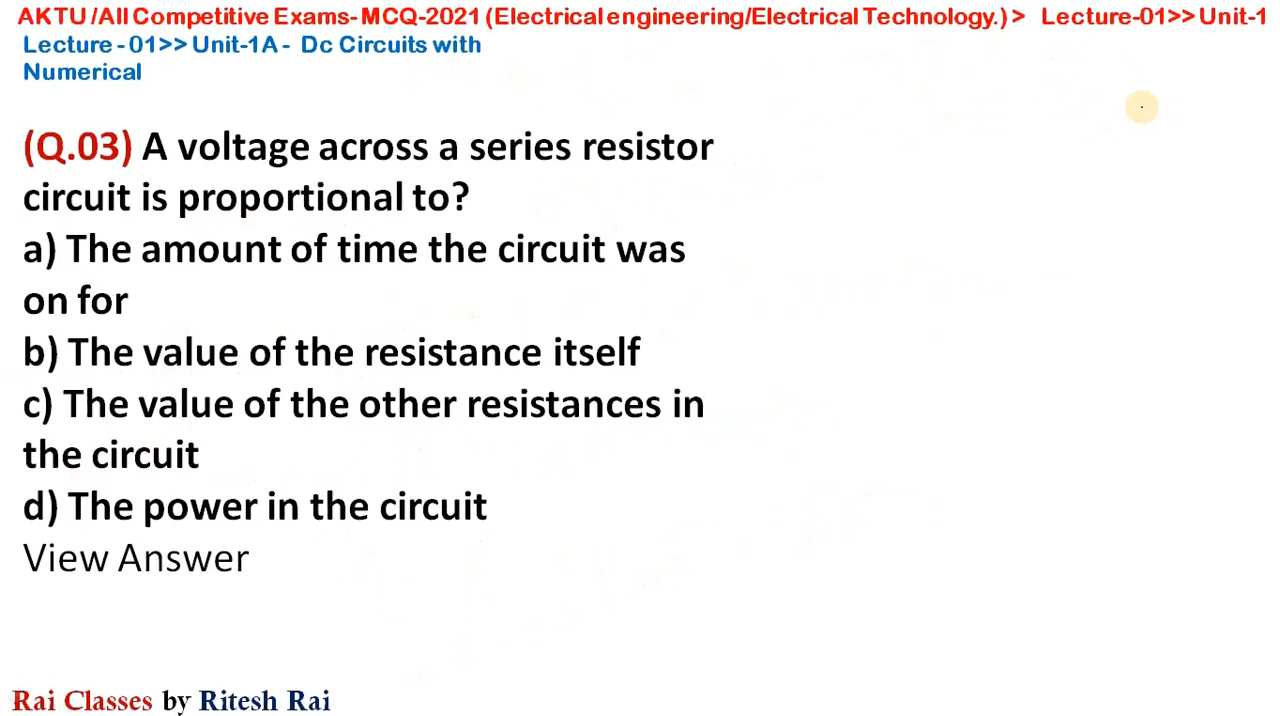 AKTU /All Competitive Exams- MCQ-2021 (Electrical engineering/Electrical Technology.) > Lecture-01>> Unit-1
Lecture - 01>> Unit-1A - Dc Circuits with
Numerical
(Q.03) A voltage across a series resistor
circuit is proportional to?
a) The amount of time the circuit was
on for
b) The value of the resistance itself
c) The value of the other resistances in
the circuit
d) The power in the circuit
View Answer
Rai Classes by Ritesh Rai